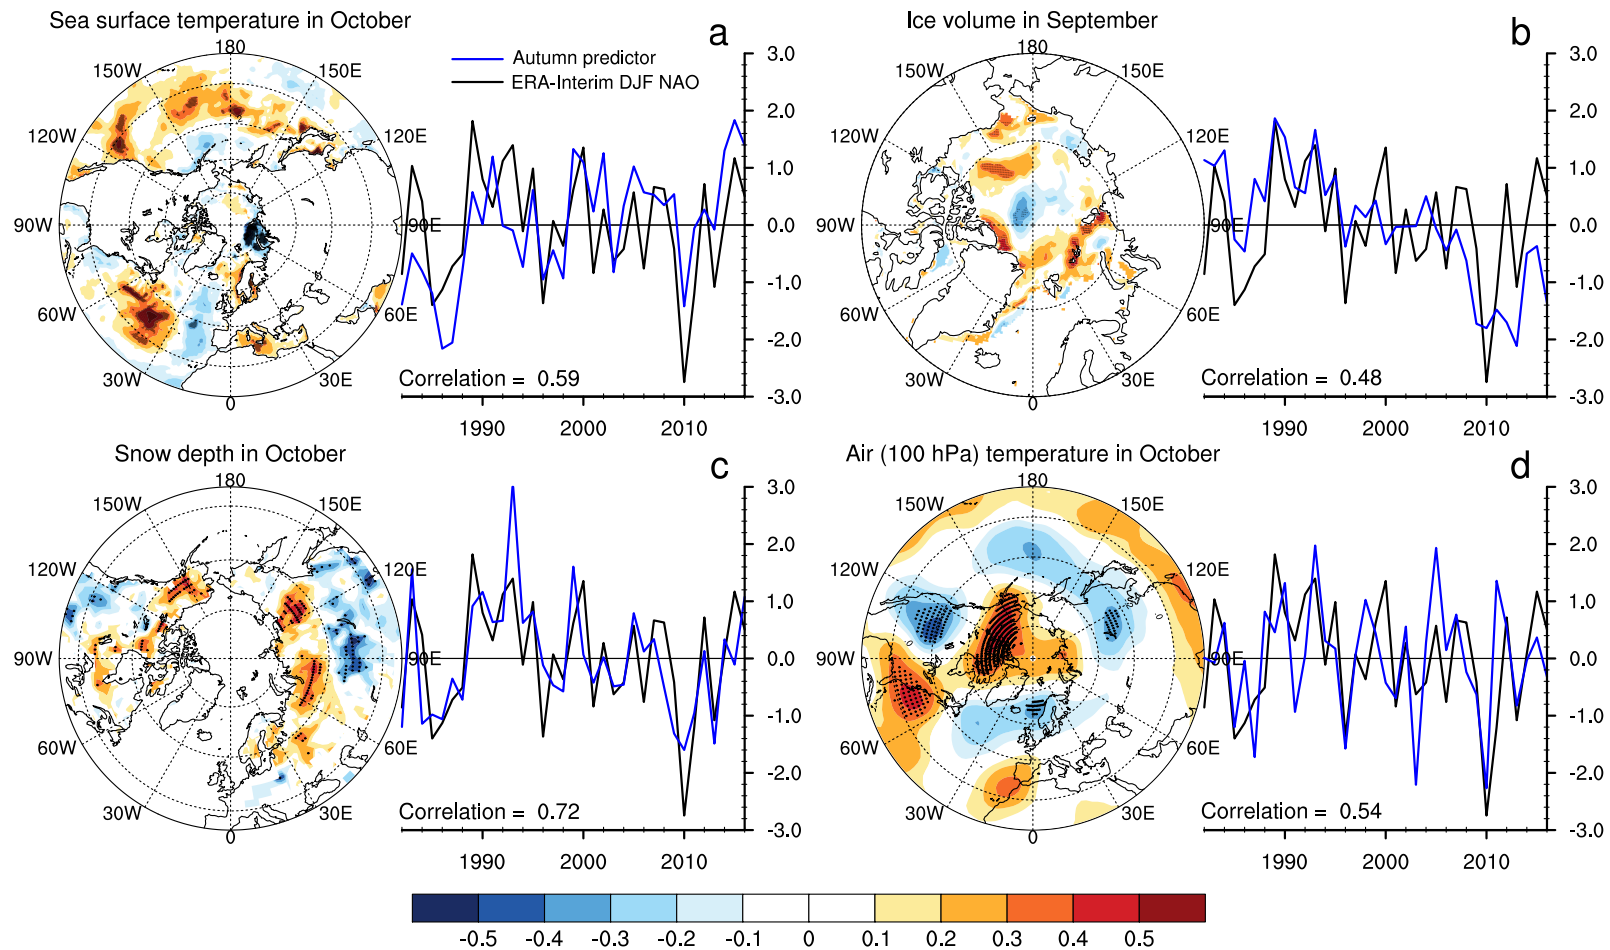 Sea surface temperature in October
a
Autumn predictor
ERA-Interim DJF NAO
180
150W
150E
120W
120E
90W
90E
60W
60E
30W
30E
0
Correlation = 0.59
3.0
2.0
1.0
0.0
-1.0
-2.0
-3.0
1990
2000
2010
Ice volume in September
b
180
150W
150E
120W
120E
90W
90E
60W
60E
30W
30E
0
Correlation = 0.48
3.0
2.0
1.0
0.0
-1.0
-2.0
-3.0
1990
2000
2010
Snow depth in October
c
180
150W
150E
120W
120E
90W
90E
60W
60E
30W
30E
0
Correlation = 0.72
3.0
2.0
1.0
0.0
-1.0
-2.0
-3.0
1990
2000
2010
Air (100 hPa) temperature in October
d
180
150W
150E
120W
120E
90W
90E
60W
60E
30W
30E
0
Correlation = 0.54
3.0
2.0
1.0
0.0
-1.0
-2.0
-3.0
1990
2000
2010
-0.5 -0.4 -0.3 -0.2 -0.1 0 0.1 0.2 0.3 0.4 0.5